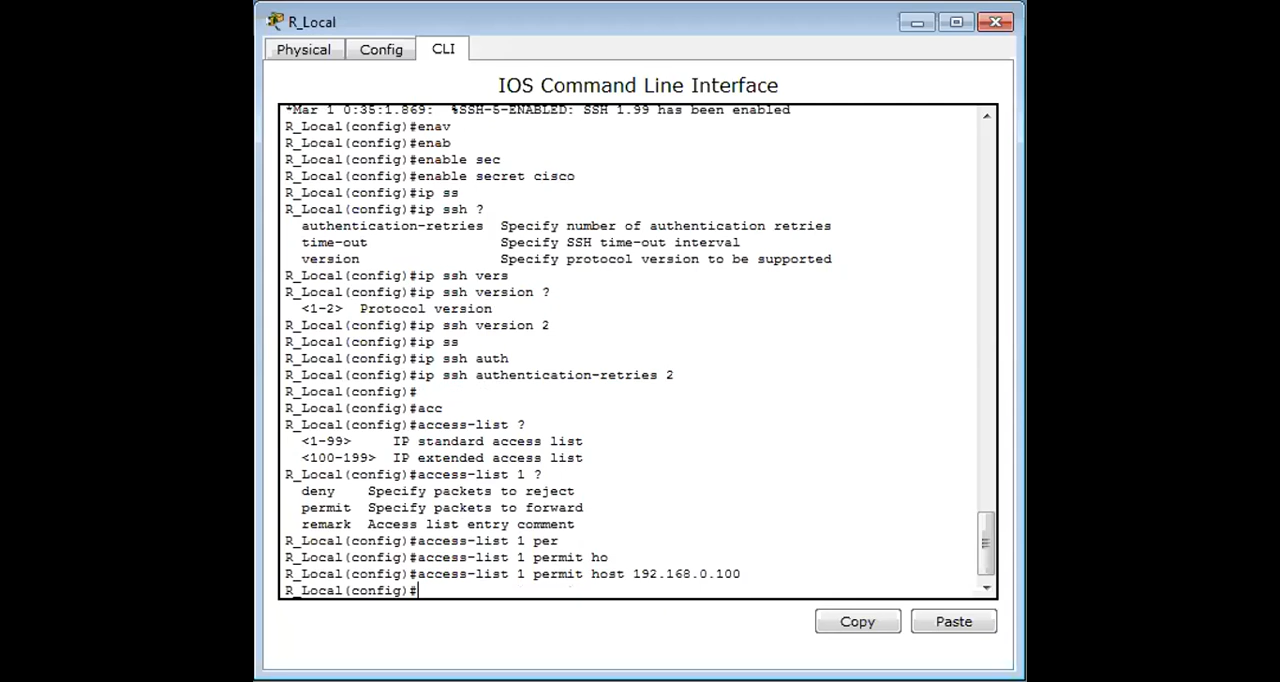 R_Local
Physical Config CLI
IOS Command Line Interface
*Mar 1 0:35:1.869: %SSH-5-ENABLED: SSH 1.99 has been enabled
R_Local(config)#enav
R_Local(config)#enab
R_Local(config)#enable sec
R_Local(config)#enable secret cisco
R_Local(config)#ip ss
R_Local(config)#ip ssh ?
authentication-retries Specify number of authentication retries
time-out Specify SSH time-out interval
version Specify protocol version to be supported
R_Local(config)#ip ssh vers
R_Local(config)#ip ssh version ?
<1-2> Protocol version
R_Local(config)#ip ssh version 2
R_Local(config)#ip ss
R_Local(config)#ip ssh auth
R_Local(config)#ip ssh authentication-retries 2
R_Local(config)#
R_Local(config)#acc
R_Local(config)#access-list ?
<1-99> IP standard access list
<100-199> IP extended access list
R_Local(config)#access-list 1 ?
deny Specify packets to reject
permit Specify packets to forward
remark Access list entry comment
R_Local(config)#access-list 1 per
R_Local(config)#access-list 1 permit ho
R_Local(config)#access-list 1 permit host 192.168.0.100
R_Local(config)#
Copy Paste